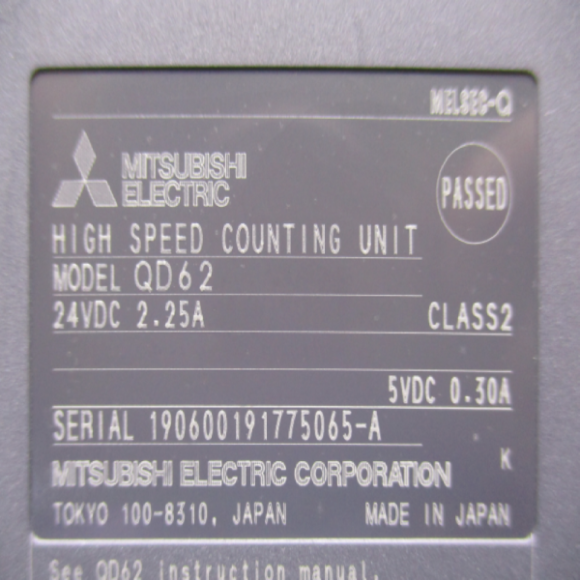 MELSEC-Q
MITSUBISHI
ELECTRIC
PASSED
HIGH SPEED COUNTING UNIT
MODEL QD62
24VDC 2.25A CLASS2
5VDC 0.30A
SERIAL 190600191775065-A
K
MITSUBISHI ELECTRIC CORPORATION
TOKYO 100-8310, JAPAN MADE IN JAPAN
See QD62 instruction manual.